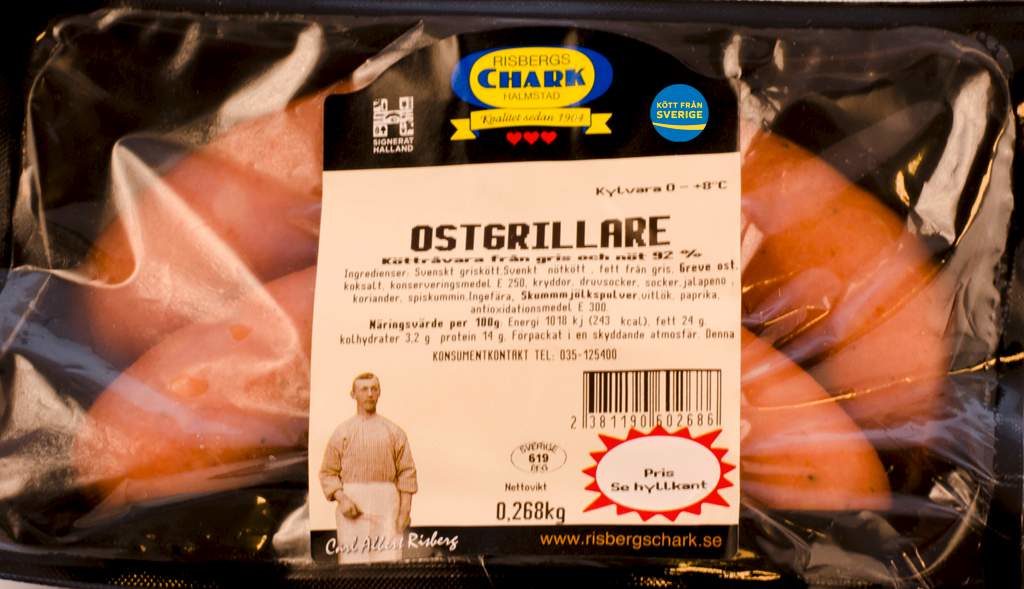 RISBERGS
CHARK
HALMSTAD
Kvalitet sedan 1904
SIGNERAT
HALLAND
KÖTT FRÅN
SVERIGE
Kylvara 0 - +8°C
OSTGRILLARE
Köttråvara från gris och nöt 92 %
Ingredienser: Svenskt griskött.Svenkt nötkött , fett från gris, Greve ost,
koksalt, konserveringsmedel E 250, kryddor, druvsocker, socker,jalapeno ,
koriander, spiskummin.Ingefära, Skummmjölkspulver,vitlök, paprika,
antioxidationsmedel E 300.
Näringsvärde per 100g: Energi 1018 kj (243 kcal), fett 24 g,
kolhydrater 3,2 g protein 14 g. Förpackat i en skyddande atmosfär. Denna
KONSUMENTKONTAKT TEL: 035-125400
2 381190 602686
SVERIGE
619
EEG
Pris
Se hyllkant
Nettovikt
0,268kg
Carl Albert Risberg
www.risbergschark.se